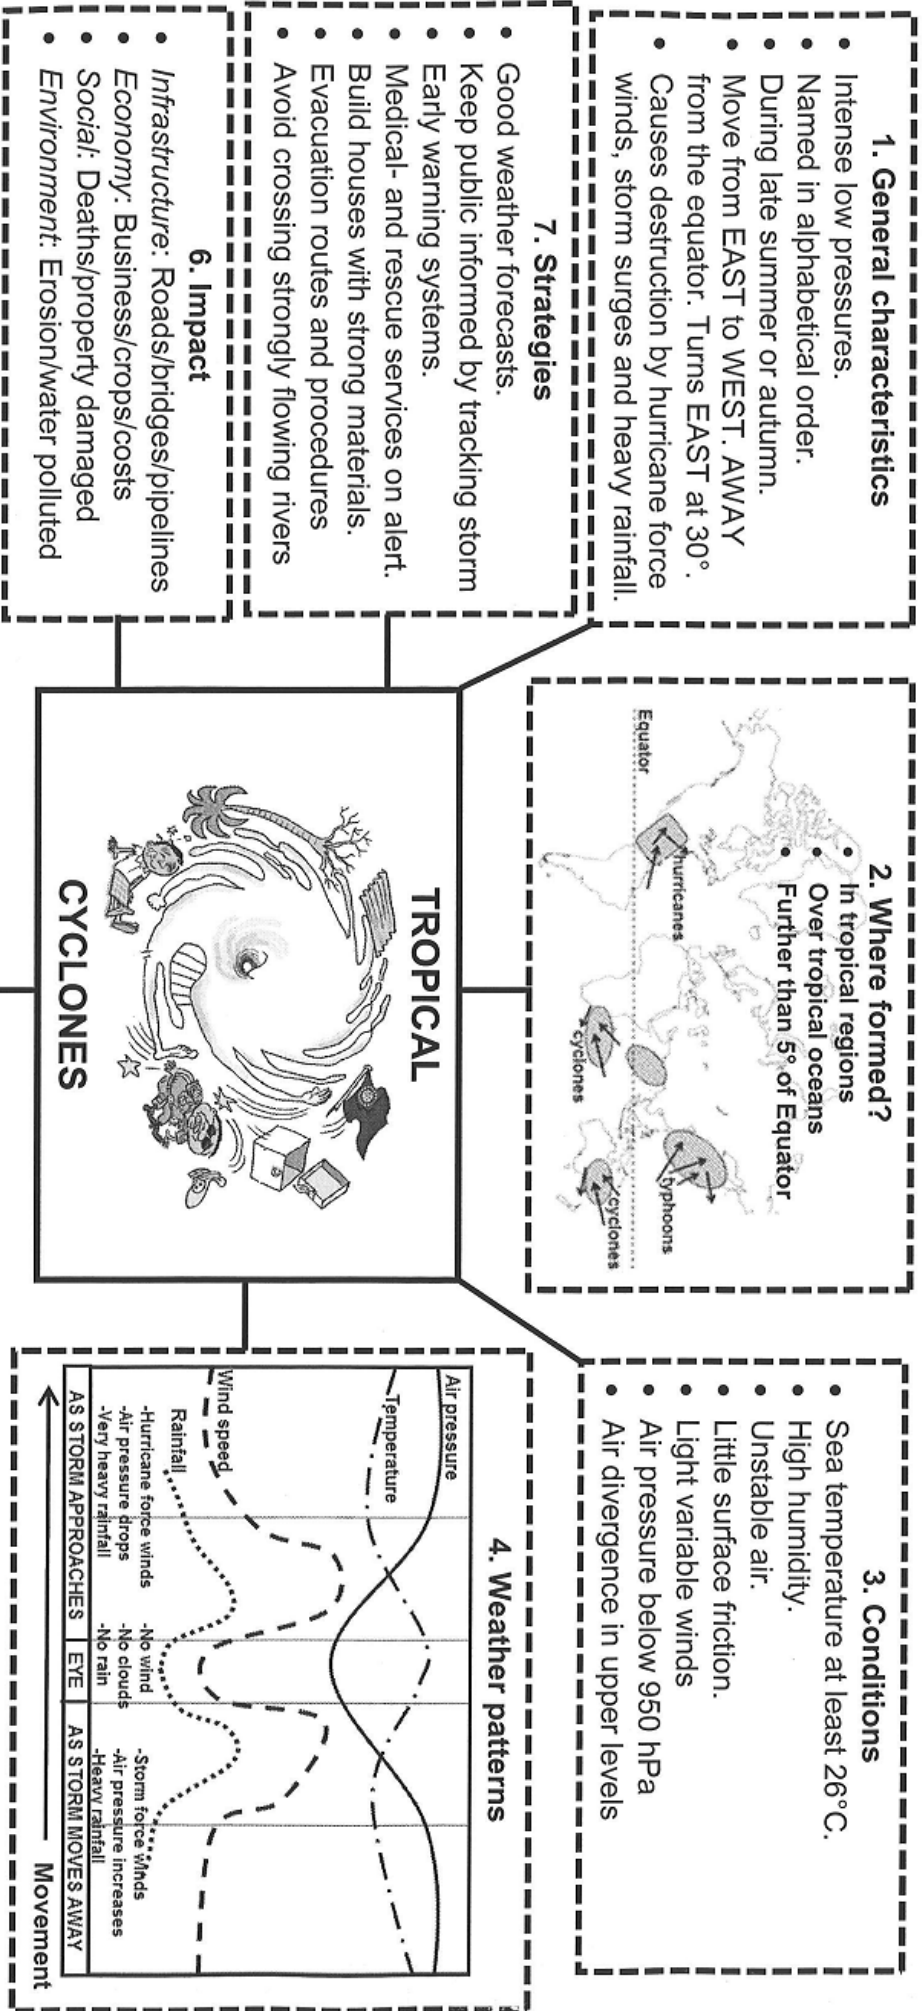 1. General characteristics
• Intense low pressures.
• Named in alphabetical order.
• During late summer or autumn.
• Move from EAST to WEST. AWAY
from the equator. Turns EAST at 30°.
• Causes destruction by hurricane force
winds, storm surges and heavy rainfall.
2. Where formed?
• In tropical regions
• Over tropical oceans
• Further than 5° of Equator
hurricanes
typhoons
Equator
cyclones
cyclones
3. Conditions
• Sea temperature at least 26°C.
• High humidity.
• Unstable air.
• Little surface friction.
• Light variable winds
• Air pressure below 950 hPa
• Air divergence in upper levels
7. Strategies
• Good weather forecasts.
• Keep public informed by tracking storm
• Early warning systems.
• Medical- and rescue services on alert.
• Build houses with strong materials.
• Evacuation routes and procedures
• Avoid crossing strongly flowing rivers
TROPICAL
CYCLONES
4. Weather patterns
Air pressure
Temperature
Wind speed
Rainfall
-Hurricane force winds
-Air pressure drops
-Very heavy rainfall
-No wind
-No clouds
-No rain
-Storm force winds
-Air pressure increases
-Heavy rainfall
AS STORM APPROACHES
EYE
AS STORM MOVES AWAY
Movement
6. Impact
• Infrastructure: Roads/bridges/pipelines
• Economy: Business/crops/costs
• Social: Deaths/property damaged
• Environment: Erosion/water polluted